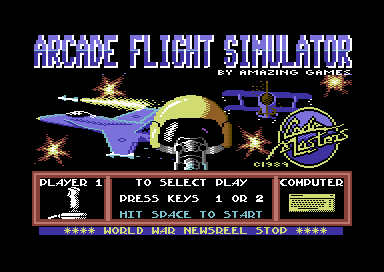 ARCADE FLIGHT SIMULATOR
BY AMAZING GAMES
Code
Masters
©1989
PLAYER 1
TO SELECT PLAY
COMPUTER
PRESS KEYS 1 OR 2
HIT SPACE TO START
**** WORLD WAR NEWSREEL STOP ****